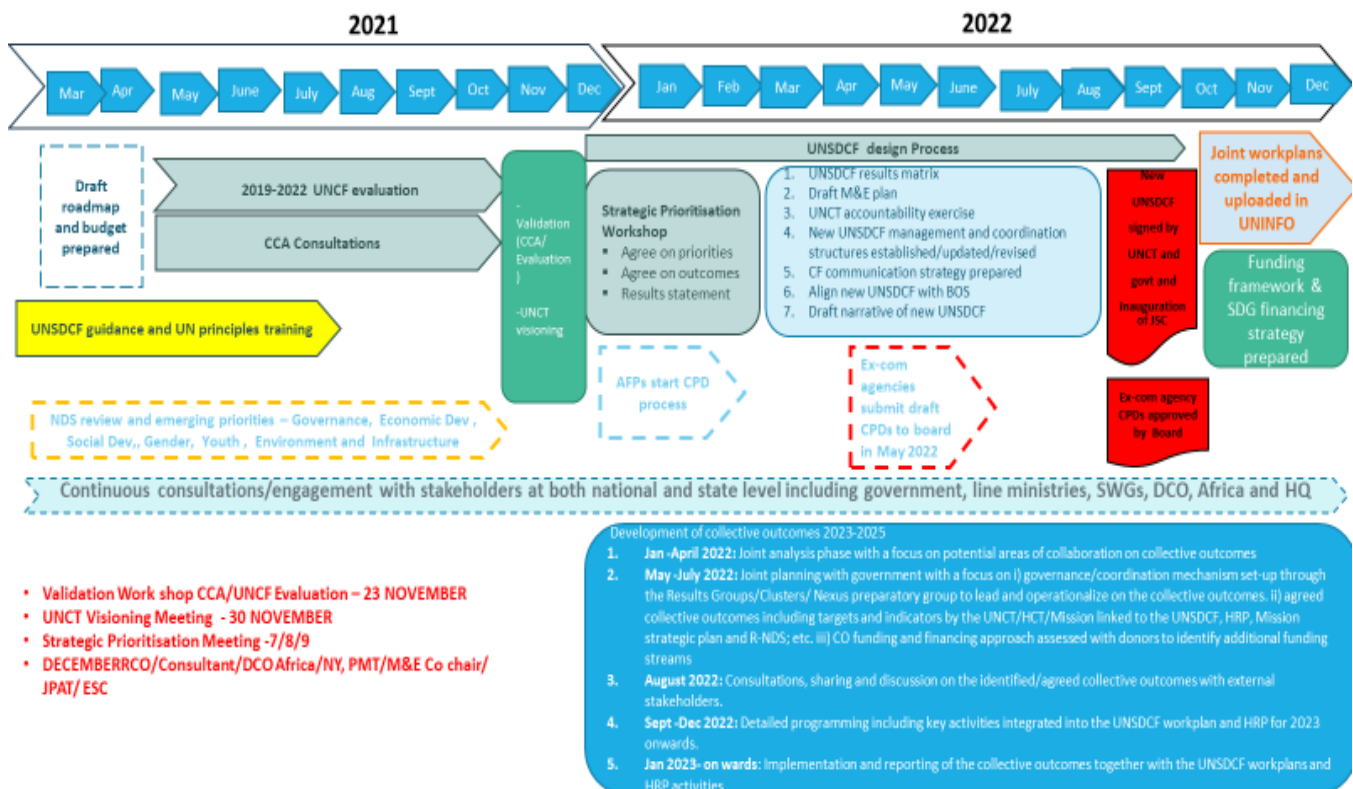 2021
2022
Mar
Apr
May
June
July
Aug
Sept
Oct
Nov
Dec
Jan
Feb
Mar
Apr
May
June
July
Aug
Sept
Oct
Nov
Dec
Draft
roadmap
and budget
prepared
2019-2022 UNCF evaluation
CCA Consultations
UNSDCF guidance and UN principles training
NDS review and emerging priorities – Governance, Economic Dev ,
Social Dev,, Gender, Youth , Environment and Infrastructure
-
Validation
(CCA/
Evaluation
)
-UNCT
visioning
UNSDCF design Process
Strategic Prioritisation
Workshop
▪ Agree on priorities
▪ Agree on outcomes
▪ Results statement
1. UNSDCF results matrix
2. Draft M&E plan
3. UNCT accountability exercise
4. New UNSDCF management and coordination
structures established/updated/revised
5. CF communication strategy prepared
6. Align new UNSDCF with BOS
7. Draft narrative of new UNSDCF
AFPs start CPD
process
Ex-com
agencies
submit draft
CPDs to board
in May 2022
New
UNSDCF
signed by
UNCT and
govt and
Inauguration
of JSC
Ex-com agency
CPDs approved
by Board
Joint workplans
completed and
uploaded in
UNINFO
Funding
framework &
SDG financing
strategy
prepared
Continuous consultations/engagement with stakeholders at both national and state level including government, line ministries, SWGs, DCO, Africa and HQ
• Validation Work shop CCA/UNCF Evaluation – 23 NOVEMBER
• UNCT Visioning Meeting - 30 NOVEMBER
• Strategic Prioritisation Meeting -7/8/9
• DECEMBERRCO/Consultant/DCO Africa/NY, PMT/M&E Co chair/
JPAT/ ESC
Development of collective outcomes 2023-2025
1. Jan -April 2022: Joint analysis phase with a focus on potential areas of collaboration on collective outcomes
2. May -July 2022: Joint planning with government with a focus on i) governance/coordination mechanism set-up through
the Results Groups/Clusters/ Nexus preparatory group to lead and operationalize on the collective outcomes. ii) agreed
collective outcomes including targets and indicators by the UNCT/HCT/Mission linked to the UNSDCF, HRP, Mission
strategic plan and R-NDS; etc. iii) CO funding and financing approach assessed with donors to identify additional funding
streams
3. August 2022: Consultations, sharing and discussion on the identified/agreed collective outcomes with external
stakeholders.
4. Sept -Dec 2022: Detailed programming including key activities integrated into the UNSDCF workplan and HRP for 2023
onwards.
5. Jan 2023- on wards: Implementation and reporting of the collective outcomes together with the UNSDCF workplans and
HRP activities